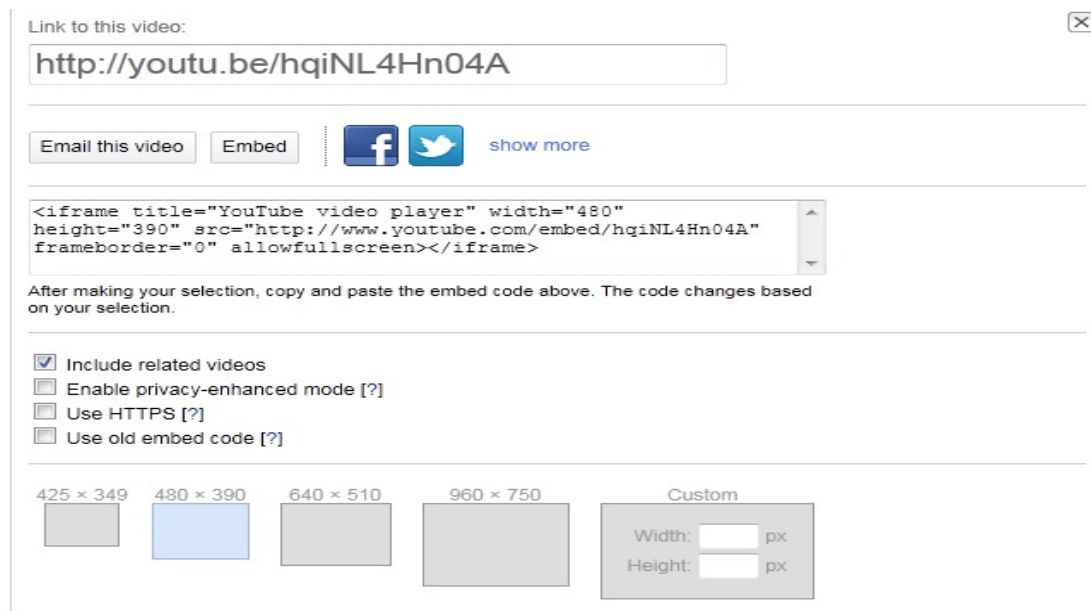 Link to this video:
http://youtu.be/hqiNL4Hn04A
Email this video Embed f show more
<iframe title="YouTube video player" width="480"
height="390" src="http://www.youtube.com/embed/hqiNL4Hn04A"
frameborder="0" allowfullscreen></iframe>
After making your selection, copy and paste the embed code above. The code changes based
on your selection.
Include related videos
Enable privacy-enhanced mode [?]
Use HTTPS [?]
Use old embed code [?]
425 × 349 480 × 390 640 × 510 960 × 750 Custom
Width: px
Height: px